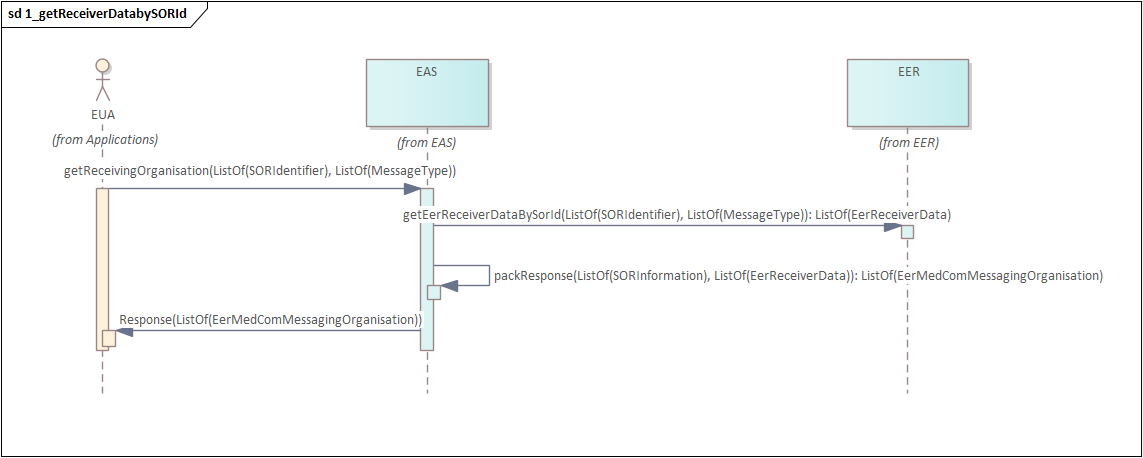 sd 1_getReceiverDatabySORId
EUA
(from Applications)
EAS
(from EAS)
EER
(from EER)
getReceivingOrganisation(ListOf(SORIdentifier), ListOf(MessageType))
getEerReceiverDataBySorId(ListOf(SORIdentifier), ListOf(MessageType)): ListOf(EerReceiverData)
packResponse(ListOf(SORInformation), ListOf(EerReceiverData)): ListOf(EerMedComMessagingOrganisation)
Response(ListOf(EerMedComMessagingOrganisation))